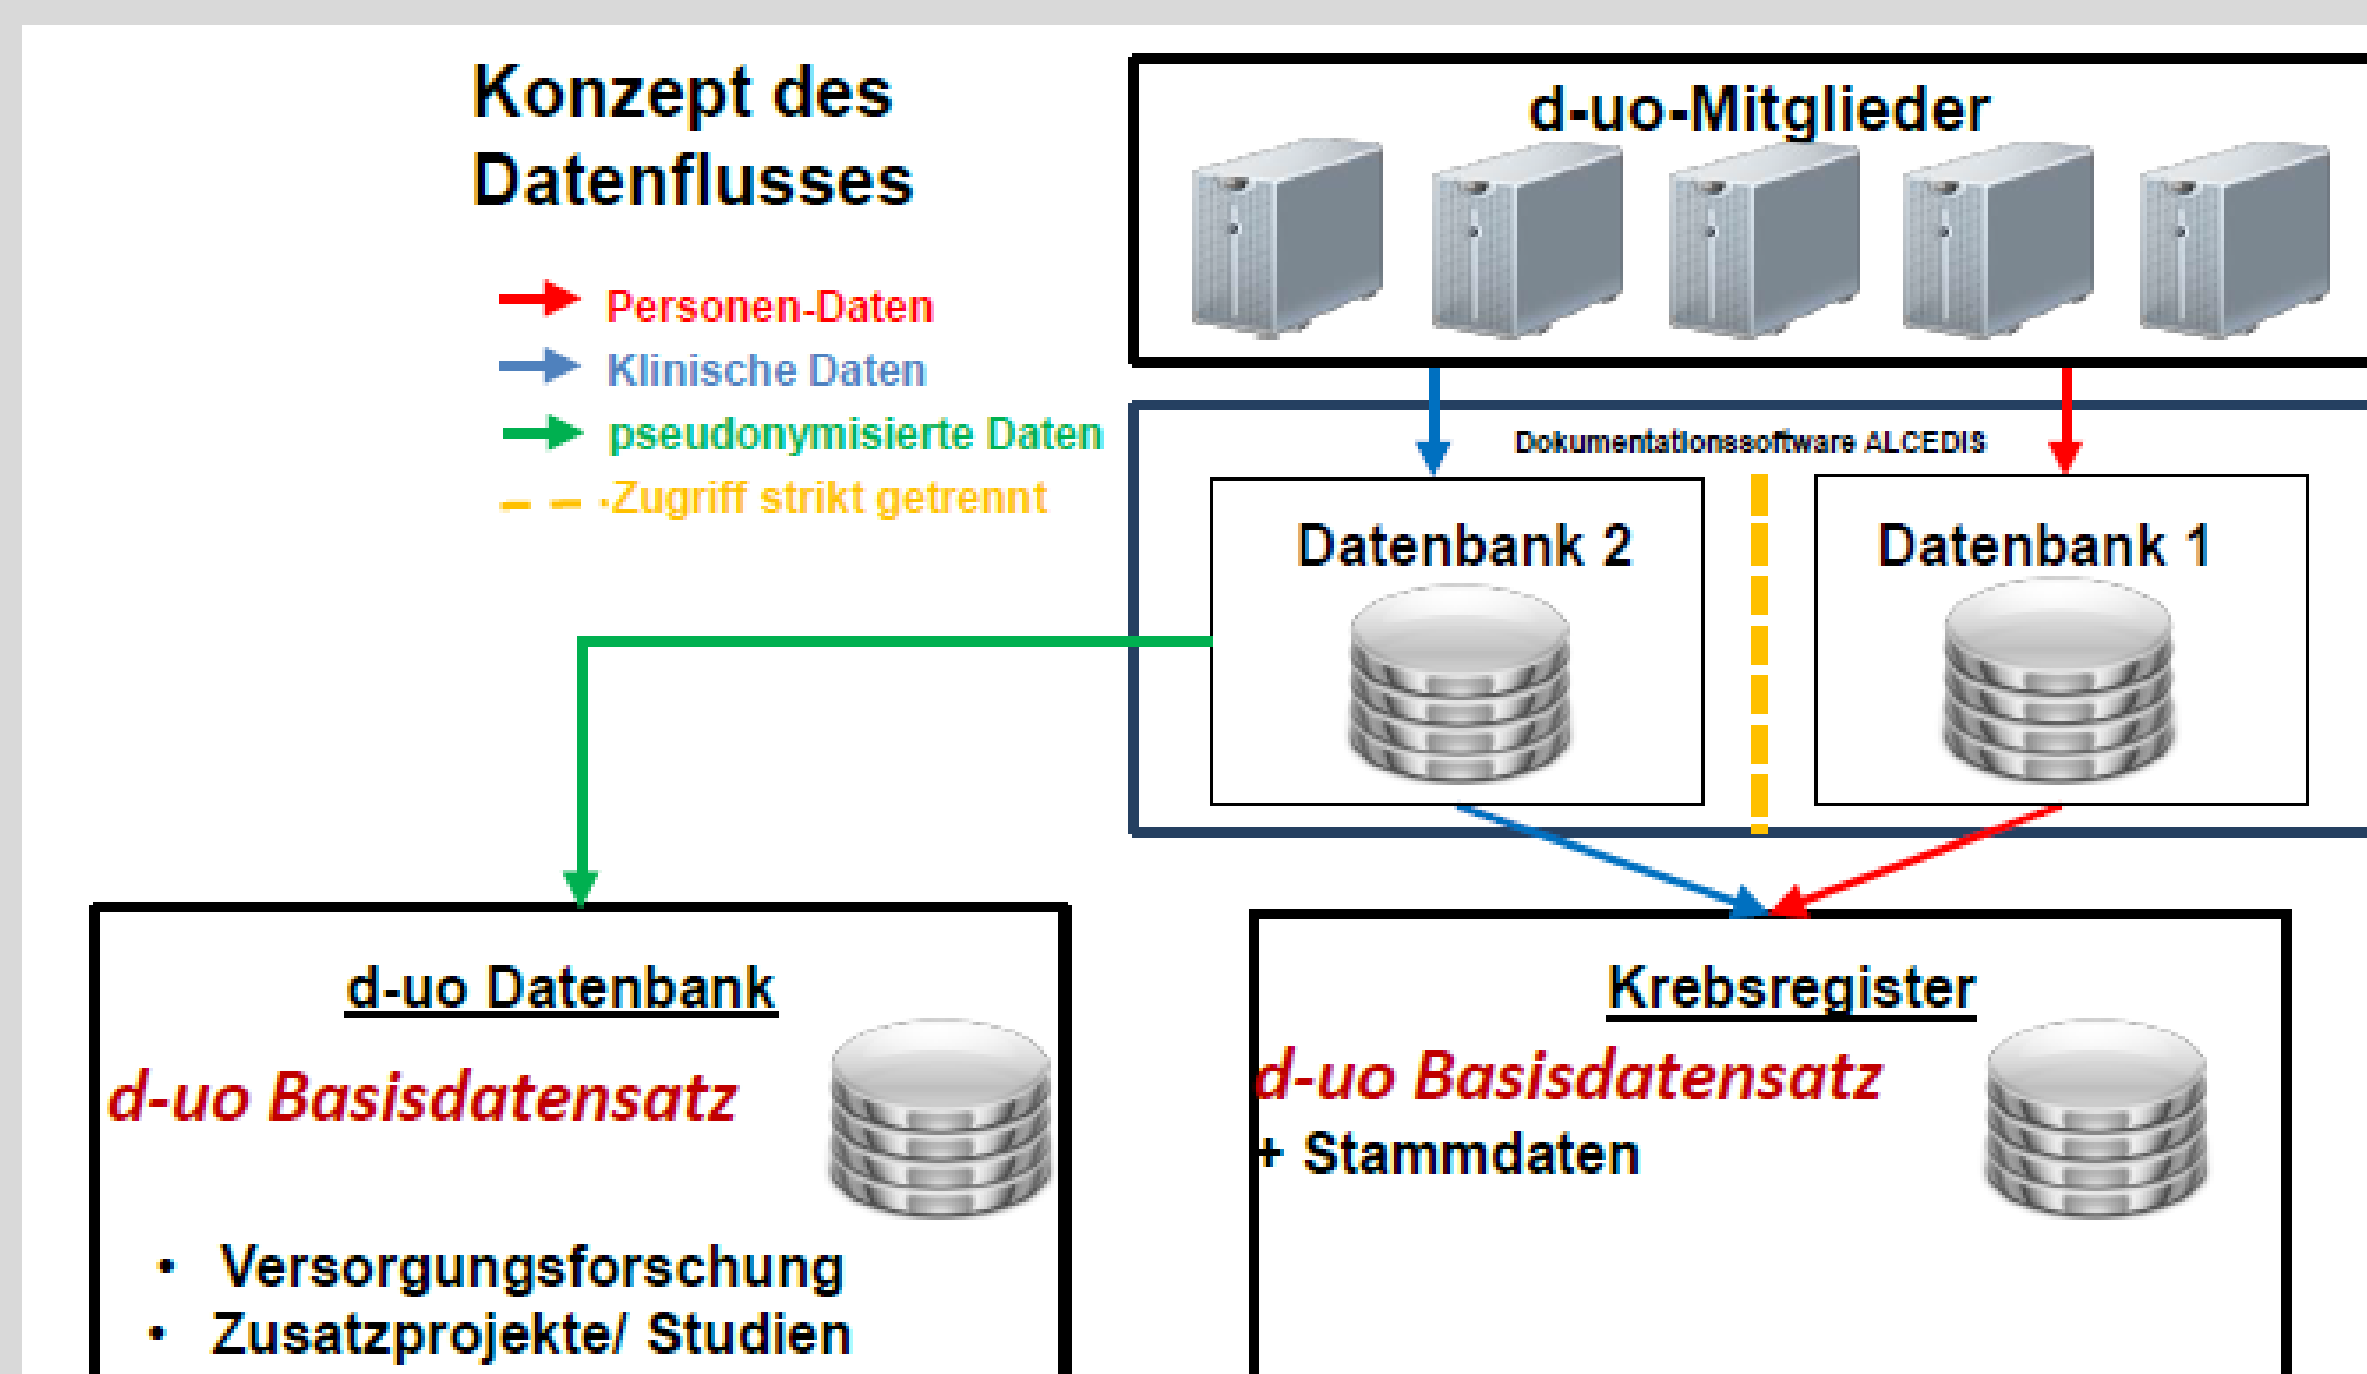 Konzept des
Datenflusses
Personen-Daten
Klinische Daten
pseudonymisierte Daten
Zugriff strikt getrennt
d-uo-Mitglieder
Dokumentationssoftware ALCEDIS
Datenbank 2
Datenbank 1
d-uo Datenbank
d-uo Basisdatensatz
• Versorgungsforschung
• Zusatzprojekte/ Studien
Krebsregister
d-uo Basisdatensatz
+ Stammdaten